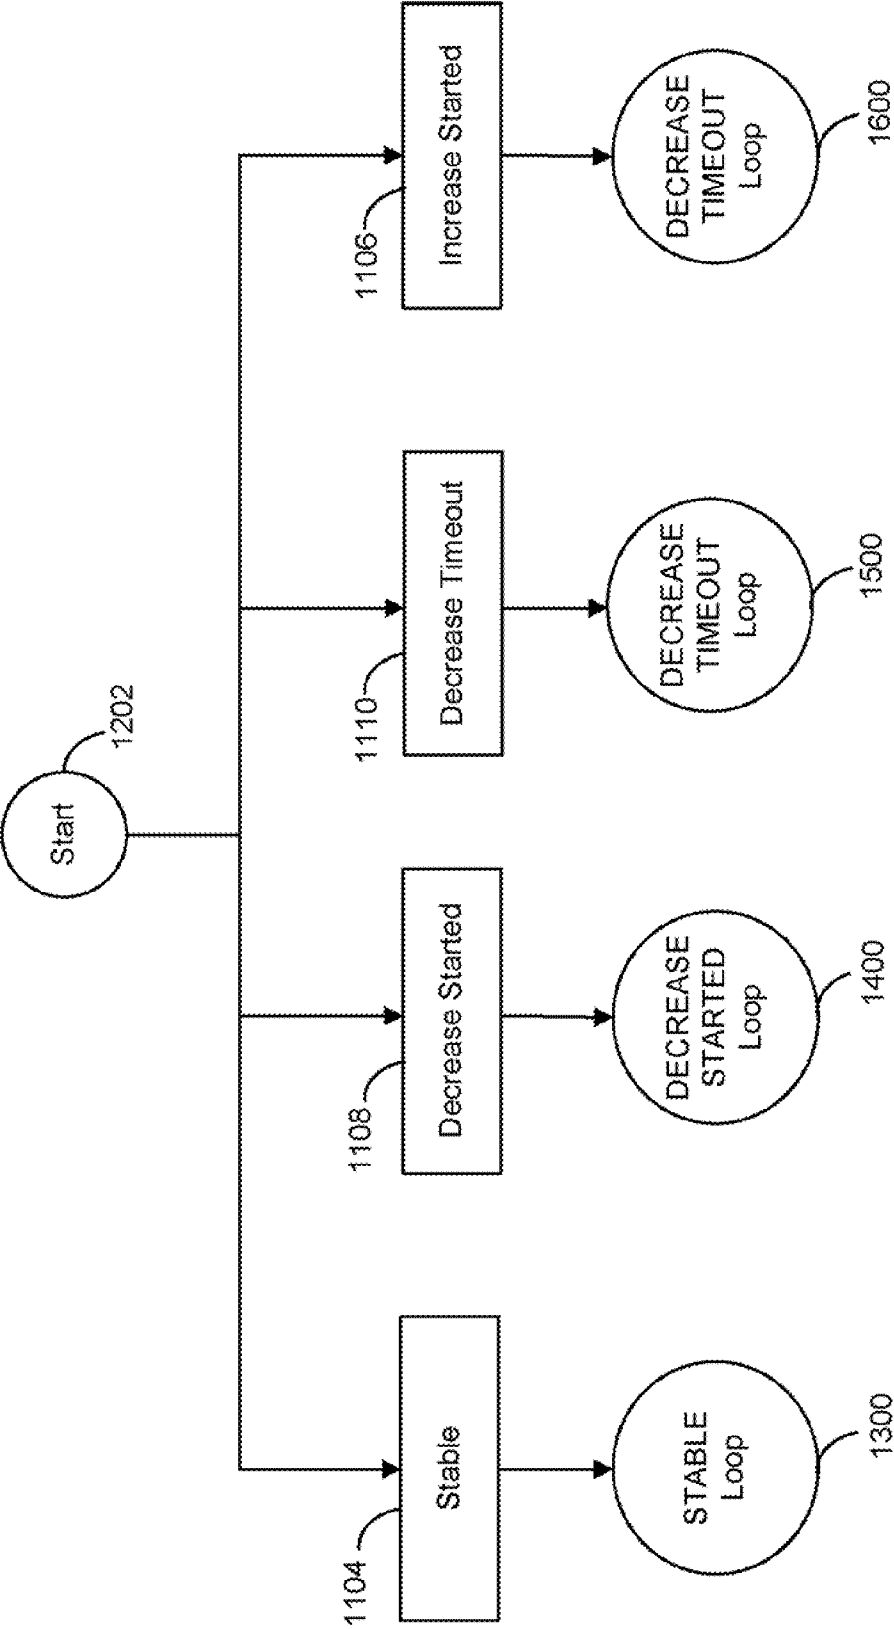 Start
1202
1104
Stable
STABLE
Loop
1300
1108
Decrease Started
DECREASE
STARTED
Loop
1400
1110
Decrease Timeout
DECREASE
TIMEOUT
Loop
1500
1106
Increase Started
DECREASE
TIMEOUT
Loop
1600